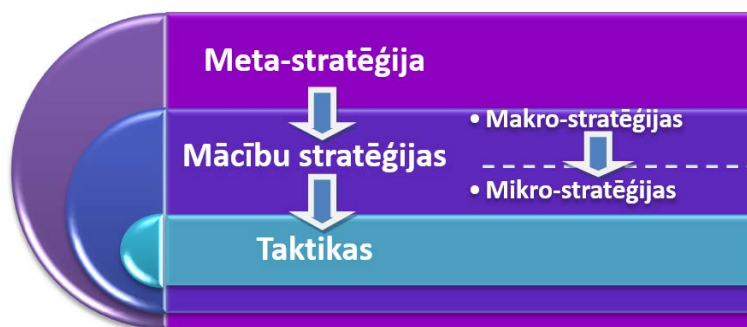 Meta-stratēģija
• Makro-stratēģijas
Mācību stratēģijas
• Mikro-stratēģijas
Taktikas